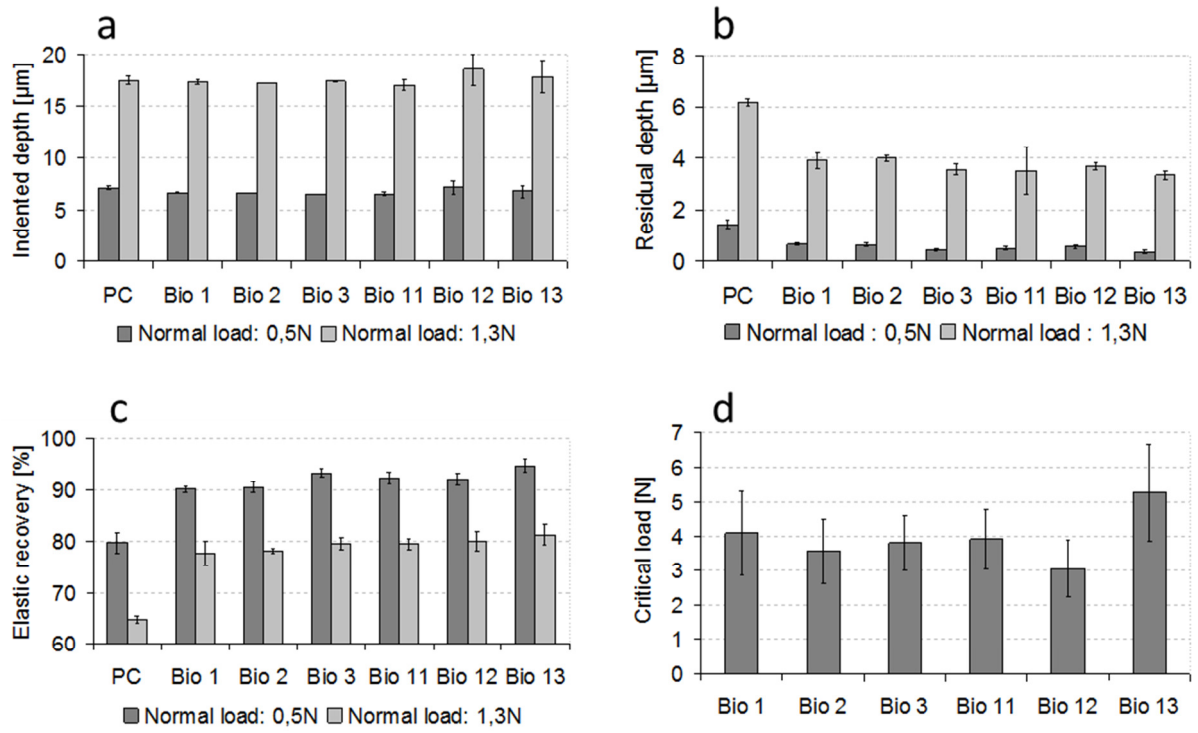 a
Indented depth [µm]
20
15
10
5
0
PC Bio 1 Bio 2 Bio 3 Bio 11 Bio 12 Bio 13
Normal load: 0,5N Normal load: 1,3N
b
Residual depth [µm]
8
6
4
2
0
PC Bio 1 Bio 2 Bio 3 Bio 11 Bio 12 Bio 13
Normal load : 0,5N Normal load : 1,3N
c
Elastic recovery [%]
100
90
80
70
60
PC Bio 1 Bio 2 Bio 3 Bio 11 Bio 12 Bio 13
Normal load: 0,5N Normal load: 1,3N
d
Critical load [N]
7
6
5
4
3
2
1
0
Bio 1 Bio 2 Bio 3 Bio 11 Bio 12 Bio 13